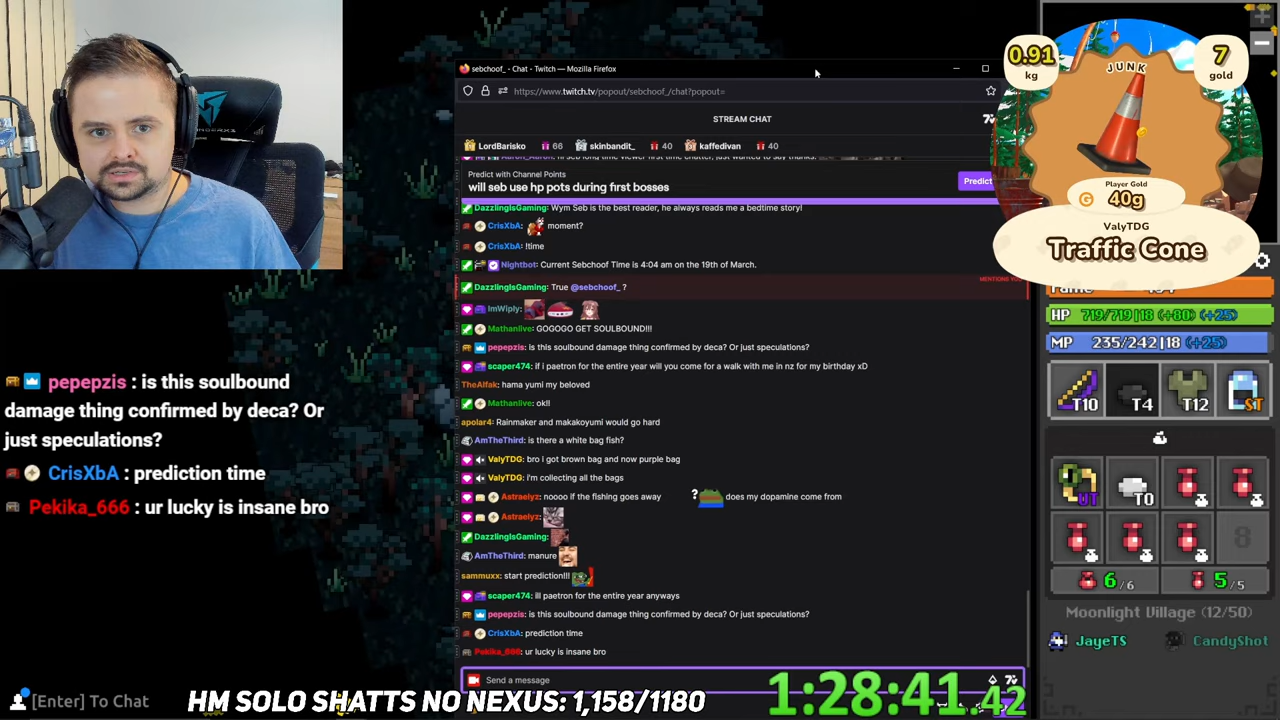 sebchoof_ - Chat - Twitch — Mozilla Firefox
https://www.twitch.tv/popout/sebchoof_/chat?popout=
STREAM CHAT
LordBarisko 66 skinbandit_ 40 kaffedivan 40
Predict with Channel Points
will seb use hp pots during first bosses
Predict
DazzlingIsGaming: Wym Seb is the best reader, he always reads me a bedtime story!
CrisXbA: moment?
CrisXbA: !time
Nightbot: Current Sebchoof Time is 4:04 am on the 19th of March.
MENTIONS YOU
DazzlingIsGaming: True @sebchoof_ ?
ImWiply:
Mathanlive: GOGOGO GET SOULBOUND!!!
pepepzis: is this soulbound damage thing confirmed by deca? Or just speculations?
scaper474: if i paetron for the entire year will you come for a walk with me in nz for my birthday xD
TheAlfak: hama yumi my beloved
Mathanlive: ok!!
apolar4: Rainmaker and makakoyumi would go hard
AmTheThird: is there a white bag fish?
ValyTDG: bro i got brown bag and now purple bag
ValyTDG: i'm collecting all the bags
Astraelyz: noooo if the fishing goes away ? does my dopamine come from
Astraelyz:
DazzlingIsGaming:
AmTheThird: manure
sammuxx: start prediction!!!
scaper474: ill paetron for the entire year anyways
pepepzis: is this soulbound damage thing confirmed by deca? Or just speculations?
CrisXbA: prediction time
Pekika_666: ur lucky is insane bro
Send a message
pepepzis : is this soulbound
damage thing confirmed by deca? Or
just speculations?
CrisXbA : prediction time
Pekika_666 : ur lucky is insane bro
[Enter] To Chat
HM SOLO SHATTS NO NEXUS: 1,158/1180
1:28:41.42
0.91
kg
JUNK
7
gold
Player Gold
G 40g
ValyTDG
Traffic Cone
HP 719/719|18 (+80) (+25)
MP 235/242|18 (+25)
T10 T4 T12 ST
UT T0
8
6/6 5/5
Moonlight Village (12/50)
JayeTS CandyShot